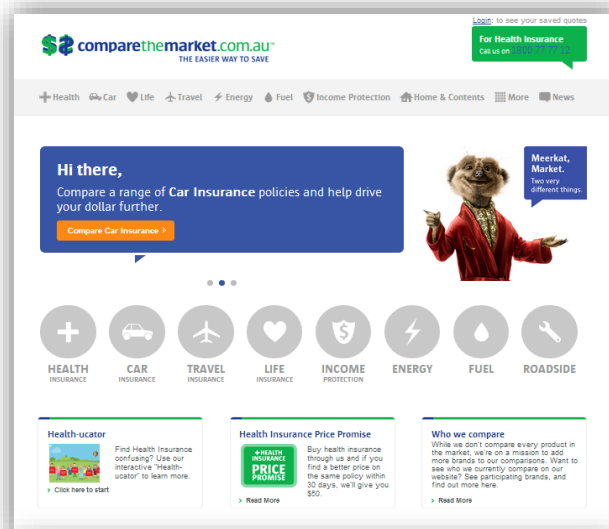 Login: to see your saved quotes
comparethemarket.com.au™
THE EASIER WAY TO SAVE
For Health Insurance
Call us on 1800 77 77 12
Health Car Life Travel Energy Fuel Income Protection Home & Contents More News
Hi there,
Compare a range of Car Insurance policies and help drive
your dollar further.
Compare Car Insurance >
Meerkat,
Market.
Two very
different things.
HEALTH
INSURANCE
CAR
INSURANCE
TRAVEL
INSURANCE
LIFE
INSURANCE
INCOME
PROTECTION
ENERGY
FUEL
ROADSIDE
Health-ucator
Find Health Insurance
confusing? Use our
interactive "Health-
ucator" to learn more.
> Click here to start
Health Insurance Price Promise
+HEALTH
INSURANCE
PRICE
PROMISE
Buy health insurance
through us and if you
find a better price on
the same policy within
30 days, we'll give you
$50.
> Read More
Who we compare
While we don't compare every product in
the market, we're on a mission to add
more brands to our comparisons. Want to
see who we currently compare on our
website? See participating brands, and
find out more here.
> Read More